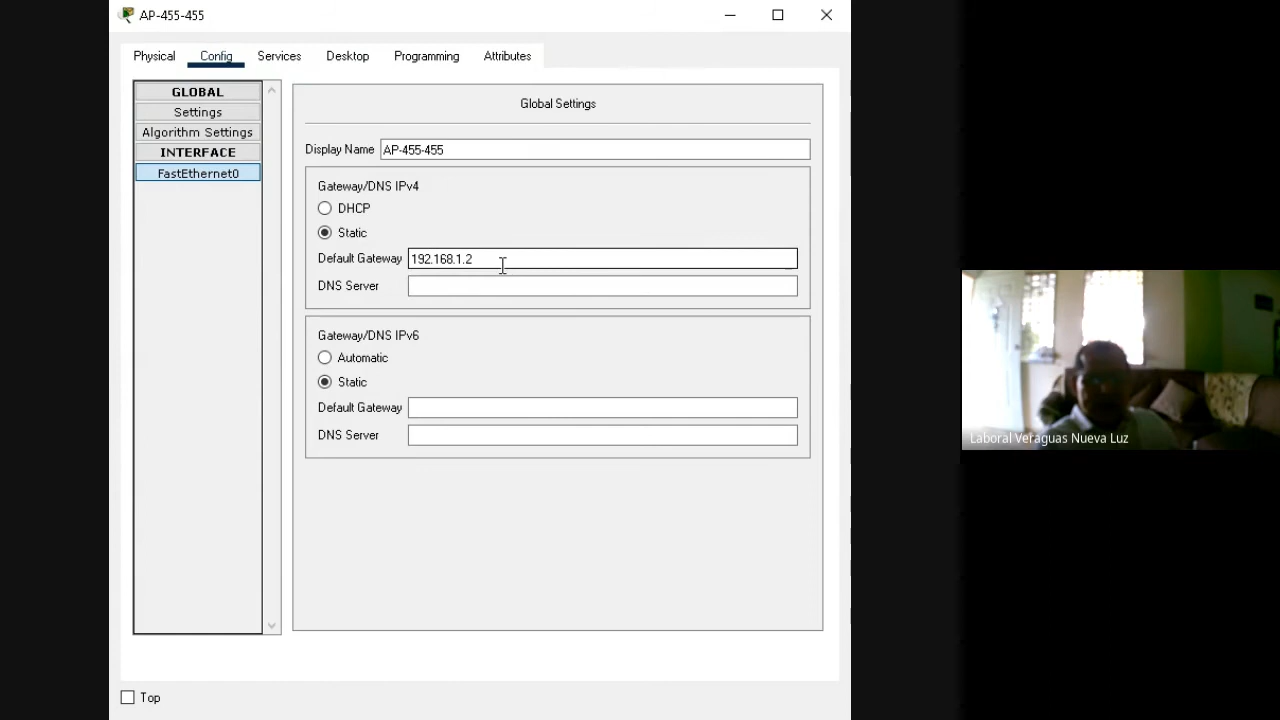 AP-455-455
Physical Config Services Desktop Programming Attributes
GLOBAL
Settings
Algorithm Settings
INTERFACE
FastEthernet0
Global Settings
Display Name AP-455-455
Gateway/DNS IPv4
DHCP
Static
Default Gateway 192.168.1.2
DNS Server
Gateway/DNS IPv6
Automatic
Static
Default Gateway
DNS Server
Top
Laboral Veraguas Nueva Luz